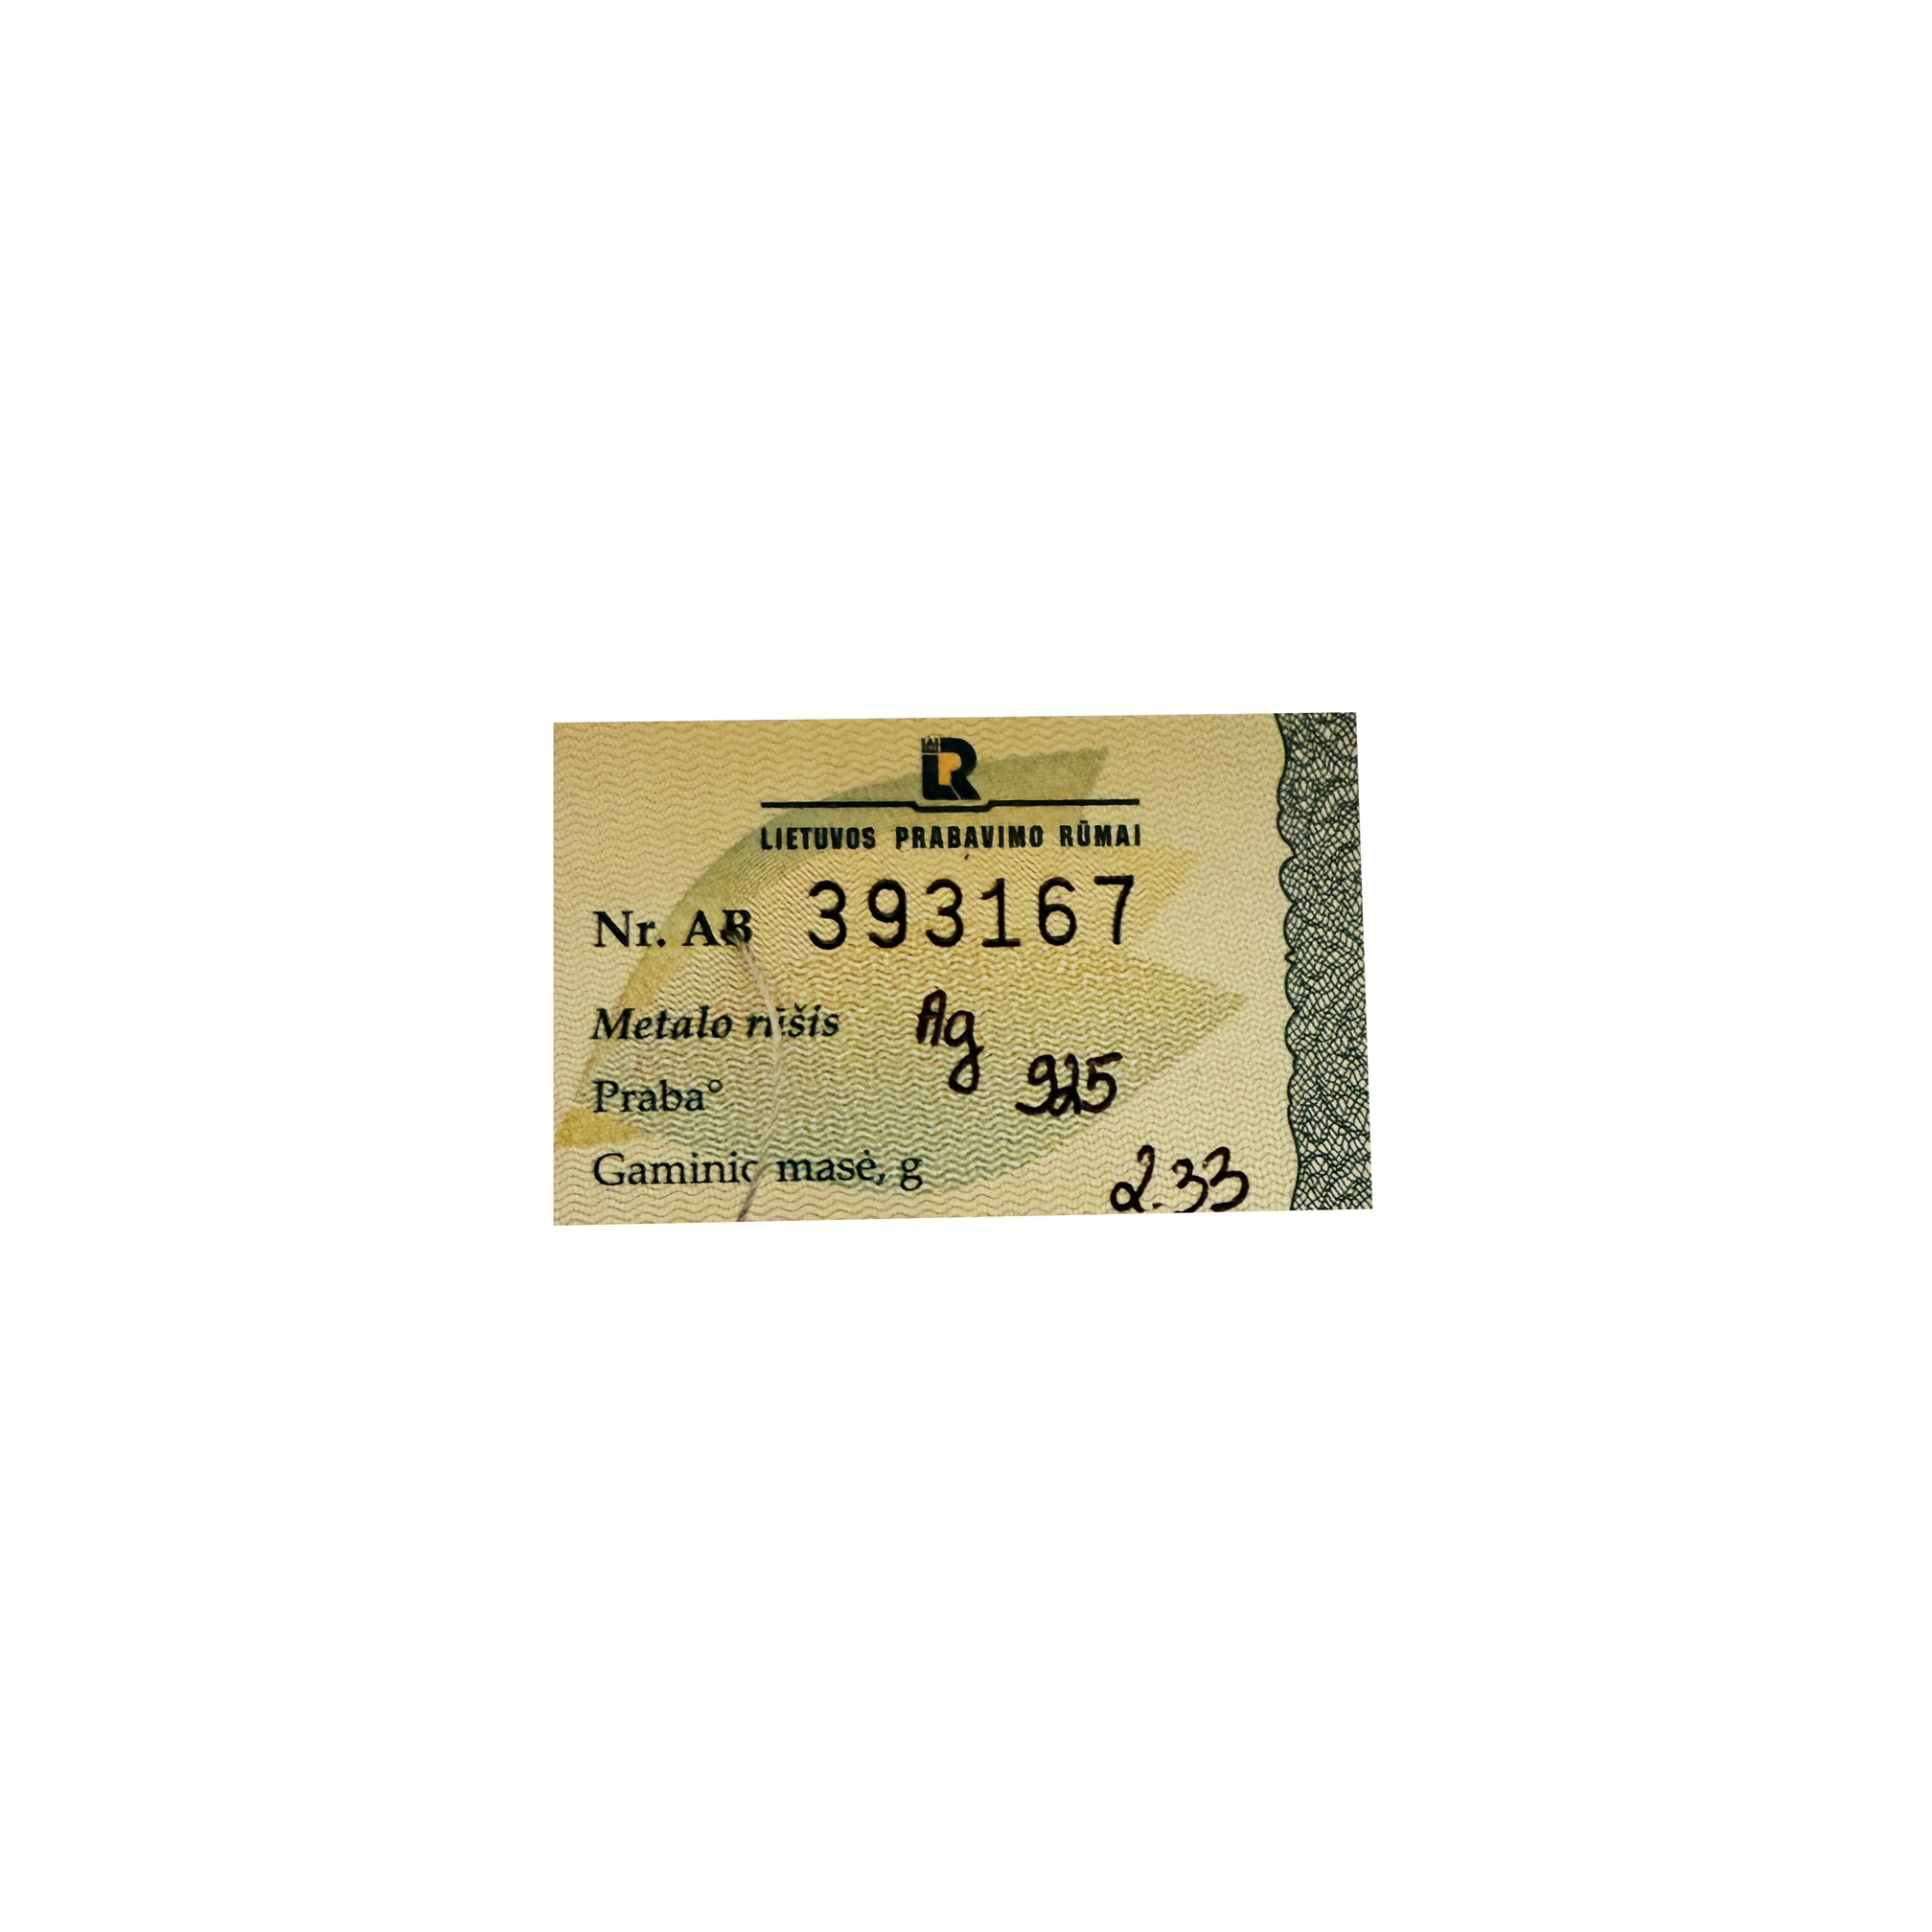 LIETUVOS PRABAVIMO RŪMAI
Nr. AB 393167
Metalo rūšis Ag
Praba° 925
Gaminio masė, g 2.33